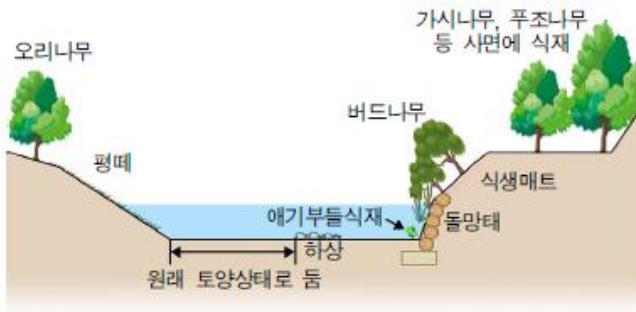 가시나무, 푸조나무
등 사면에 식재
오리나무
버드나무
평떼
식생매트
애기부들식재
돌망태
하상
원래 토양상태로 둠